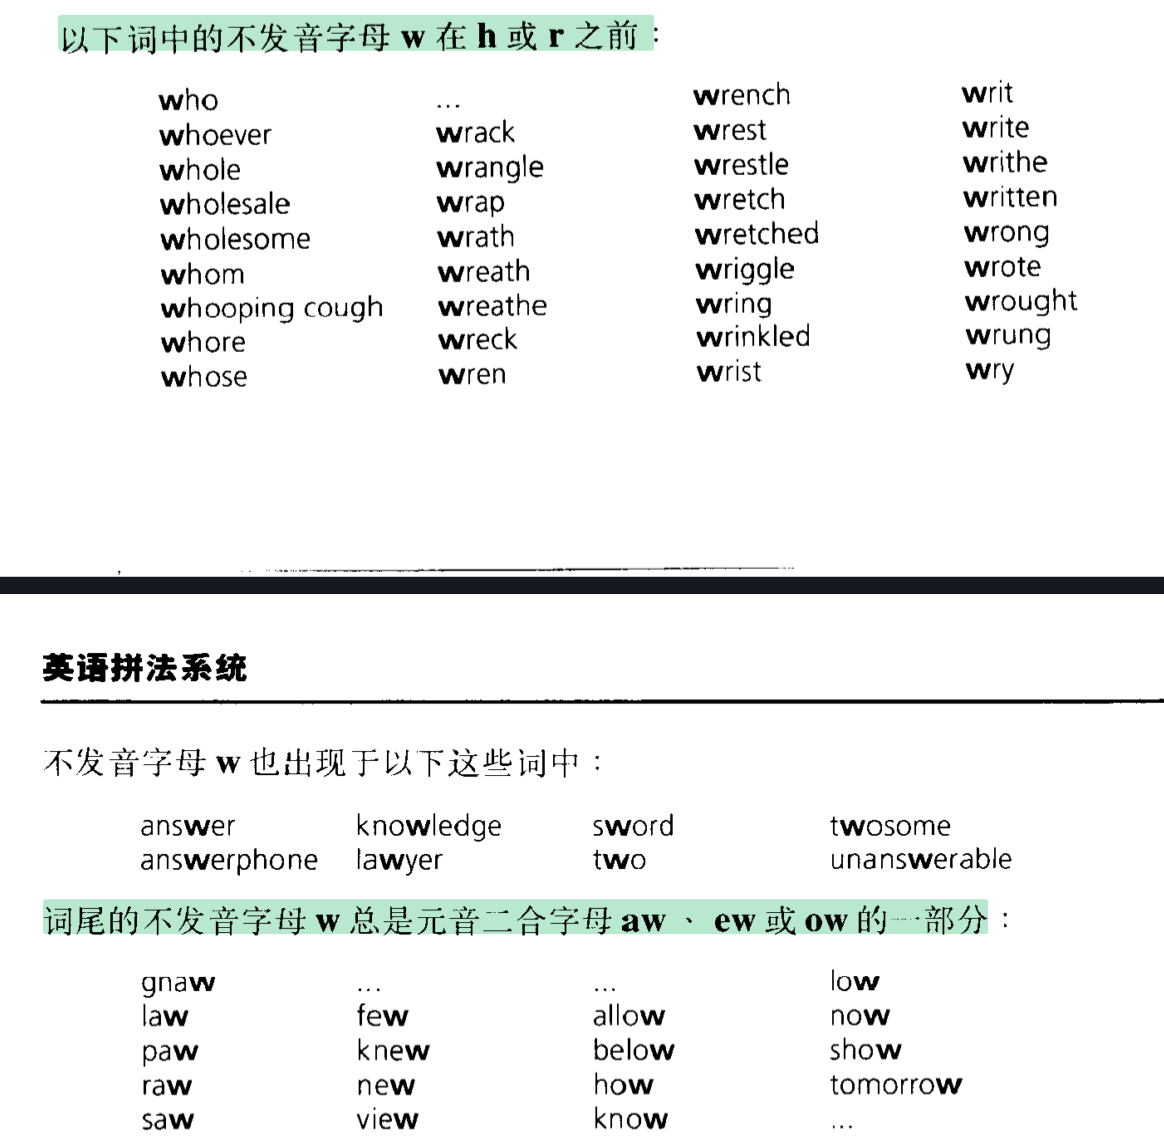 以下词中的不发音字母 w 在 h 或 r 之前：
who ... wrench writ
whoever wrack wrest write
whole wrangle wrestle writhe
wholesale wrap wretch written
wholesome wrath wretched wrong
whom wreath wriggle wrote
whooping cough wreathe wring wrought
whore wreck wrinkled wrung
whose wren wrist wry
英语拼法系统
不发音字母 w 也出现于以下这些词中：
answer knowledge sword twosome
answerphone lawyer two unanswerable
词尾的不发音字母 w 总是元音二合字母 aw、ew 或 ow 的一部分：
gnaw ... ... low
law few allow now
paw knew below show
raw new how tomorrow
saw view know ...